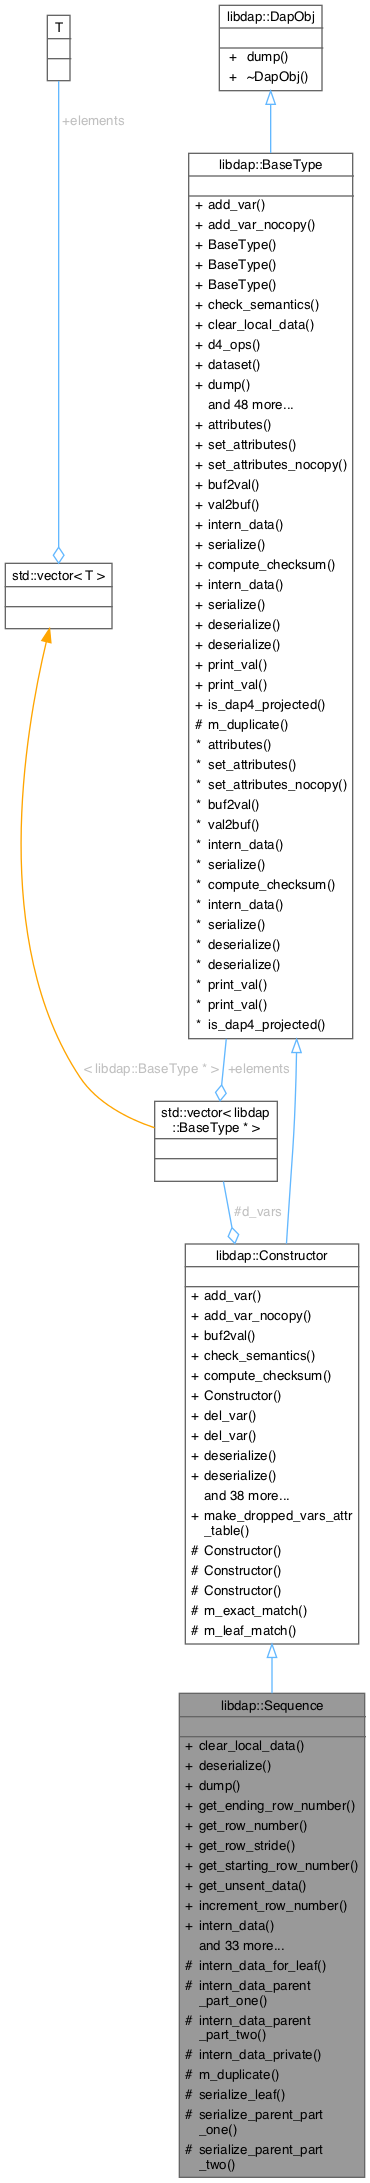 T
+elements
libdap::DapObj
+ dump()
+ ~DapObj()
libdap::BaseType
+ add_var()
+ add_var_nocopy()
+ BaseType()
+ BaseType()
+ BaseType()
+ check_semantics()
+ clear_local_data()
+ d4_ops()
+ dataset()
+ dump()
and 48 more...
+ attributes()
+ set_attributes()
+ set_attributes_nocopy()
+ buf2val()
+ val2buf()
+ intern_data()
+ serialize()
+ compute_checksum()
+ intern_data()
+ serialize()
+ deserialize()
+ deserialize()
+ print_val()
+ print_val()
+ is_dap4_projected()
# m_duplicate()
* attributes()
* set_attributes()
* set_attributes_nocopy()
* buf2val()
* val2buf()
* intern_data()
* serialize()
* compute_checksum()
* intern_data()
* serialize()
* deserialize()
* deserialize()
* print_val()
* print_val()
* is_dap4_projected()
std::vector< T >
< libdap::BaseType * >
+elements
std::vector< libdap
::BaseType * >
#d_vars
libdap::Constructor
+ add_var()
+ add_var_nocopy()
+ buf2val()
+ check_semantics()
+ compute_checksum()
+ Constructor()
+ del_var()
+ del_var()
+ deserialize()
+ deserialize()
and 38 more...
+ make_dropped_vars_attr
_table()
# Constructor()
# Constructor()
# Constructor()
# m_exact_match()
# m_leaf_match()
libdap::Sequence
+ clear_local_data()
+ deserialize()
+ dump()
+ get_ending_row_number()
+ get_row_number()
+ get_row_stride()
+ get_starting_row_number()
+ get_unsent_data()
+ increment_row_number()
+ intern_data()
and 33 more...
# intern_data_for_leaf()
# intern_data_parent
_part_one()
# intern_data_parent
_part_two()
# intern_data_private()
# m_duplicate()
# serialize_leaf()
# serialize_parent_part
_one()
# serialize_parent_part
_two()